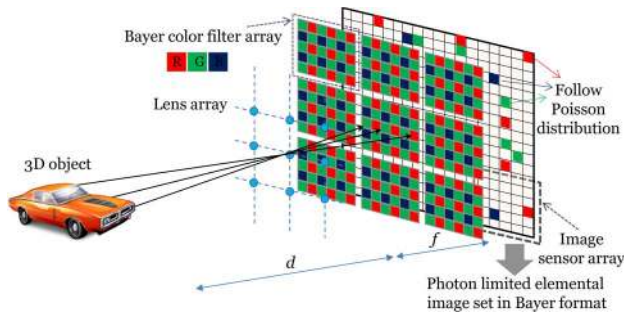 Bayer color filter array
R G B
Lens array
3D object
Follow
Poisson
distribution
Image
sensor array
f
d
Photon limited elemental
image set in Bayer format